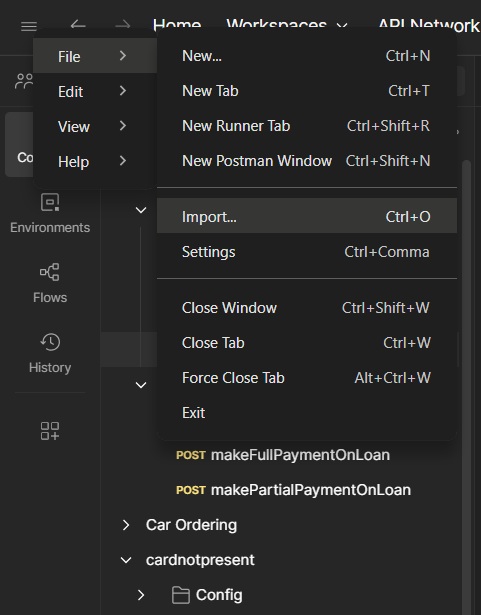 Home Workspaces API Network
File
Edit
View
Help
New... Ctrl+N
New Tab Ctrl+T
New Runner Tab Ctrl+Shift+R
New Postman Window Ctrl+Shift+N
Import... Ctrl+O
Settings Ctrl+Comma
Close Window Ctrl+Shift+W
Close Tab Ctrl+W
Force Close Tab Alt+Ctrl+W
Exit
Co
Environments
Flows
History
POST makeFullPaymentOnLoan
POST makePartialPaymentOnLoan
Car Ordering
cardnotpresent
Config